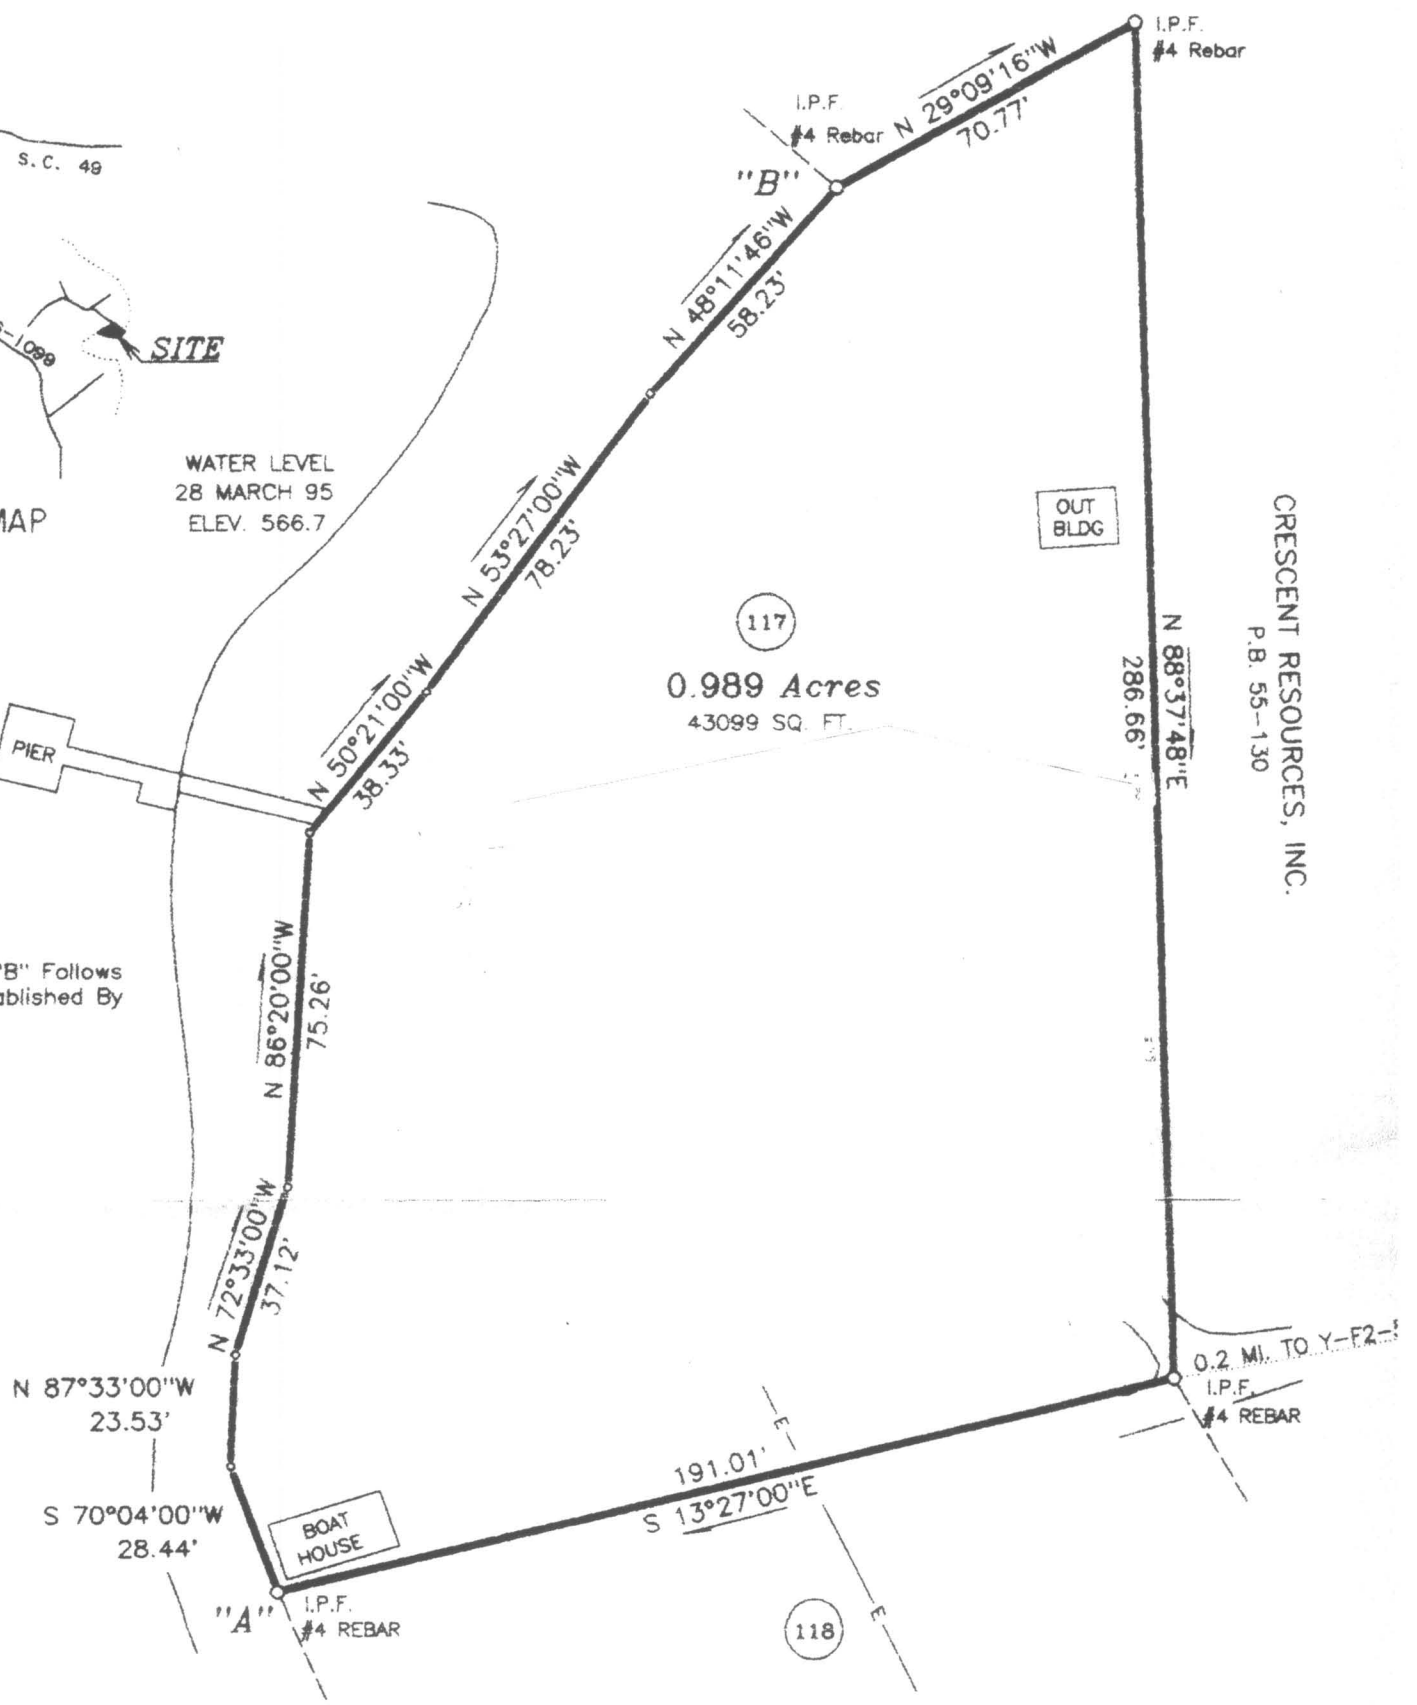 I.P.F.
#4 Rebar
N 29°09'16"W
70.77'
I.P.F.
#4 Rebar
"B"
S.C. 49
N 48°11'46"W
58.23'
-1099
SITE
WATER LEVEL
28 MARCH 95
ELEV. 566.7
MAP
N 53°27'00"W
78.23'
OUT
BLDG
117
0.989 Acres
43099 SQ. FT.
CRESCENT RESOURCES, INC.
P.B. 55-130
N 88°37'48"E
286.66'
PIER
N 50°21'00"W
38.33'
"B" Follows
ablished By
N 86°20'00"W
75.26'
N 72°33'00"W
37.12'
N 87°33'00"W
23.53'
S 70°04'00"W
28.44'
BOAT
HOUSE
"A"
I.P.F.
#4 REBAR
191.01'
S 13°27'00"E
E
E
118
0.2 MI. TO Y-F2-
I.P.F.
#4 REBAR